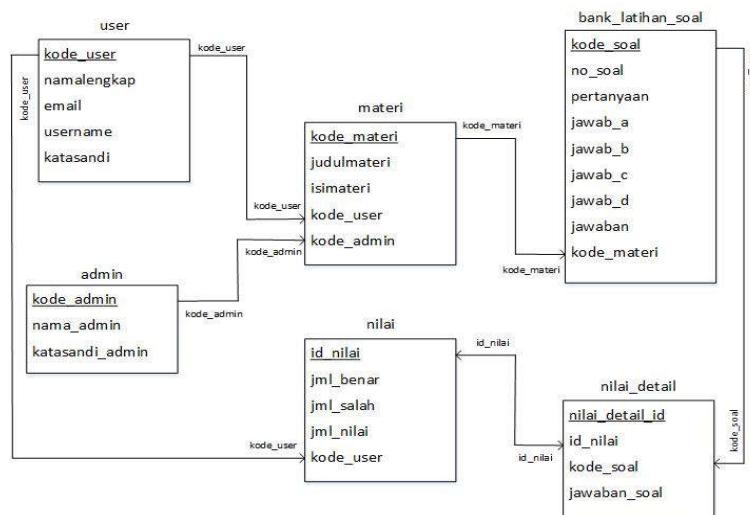 user
kode_user
namalengkap
email
username
katasandi
kode_user
kode_user
materi
kode_materi
judulmateri
isimateri
kode_user
kode_admin
kode_user
kode_admin
kode_materi
bank_latihan_soal
kode_soal
no_soal
pertanyaan
jawab_a
jawab_b
jawab_c
jawab_d
jawaban
kode_materi
kode_materi
admin
kode_admin
nama_admin
katasandi_admin
kode_admin
nilai
id_nilai
jml_benar
jml_salah
jml_nilai
kode_user
kode_user
id_nilai
id_nilai
nilai_detail
nilai_detail_id
id_nilai
kode_soal
jawaban_soal
kode_soal